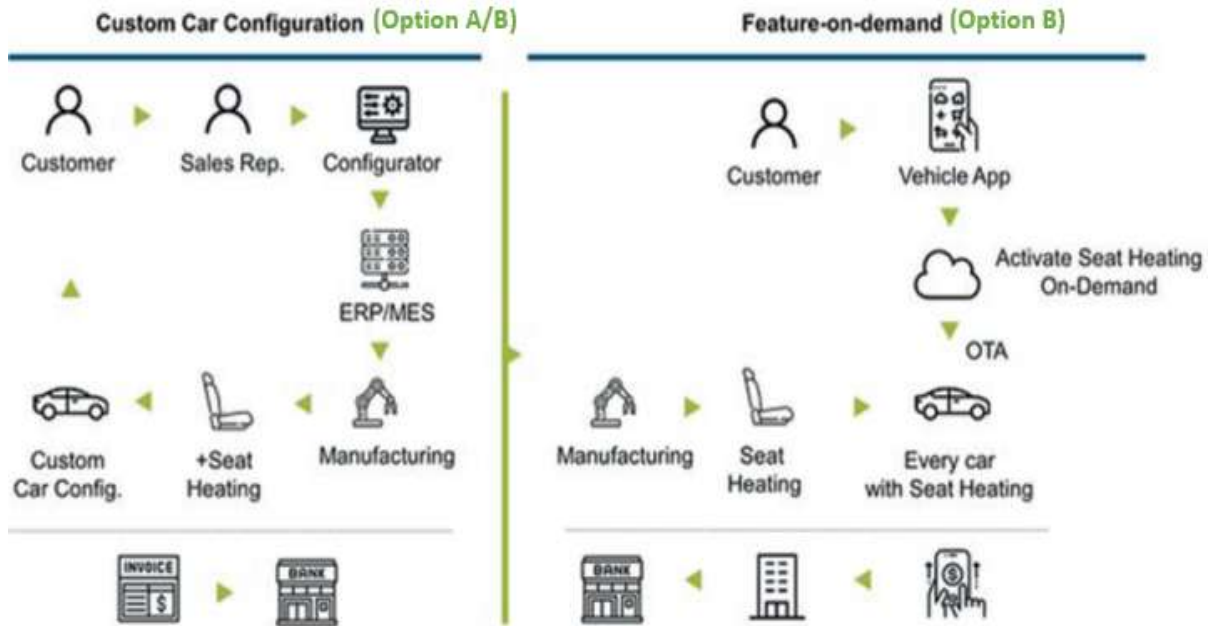 Custom Car Configuration (Option A/B)
Customer
Sales Rep.
Configurator
ERP/MES
Manufacturing
+Seat
Heating
Custom
Car Config.
INVOICE
$
BANK
Feature-on-demand (Option B)
Customer
Vehicle App
Activate Seat Heating
On-Demand
OTA
Manufacturing
Seat
Heating
Every car
with Seat Heating
BANK
$